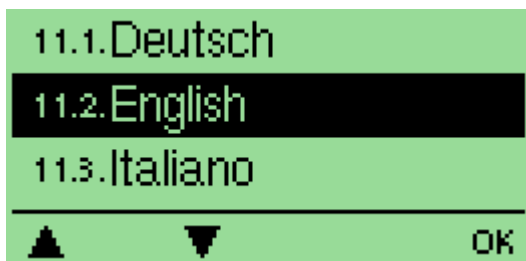 11.1.Deutsch
11.2.English
11.3.Italiano
▲ ▼ OK